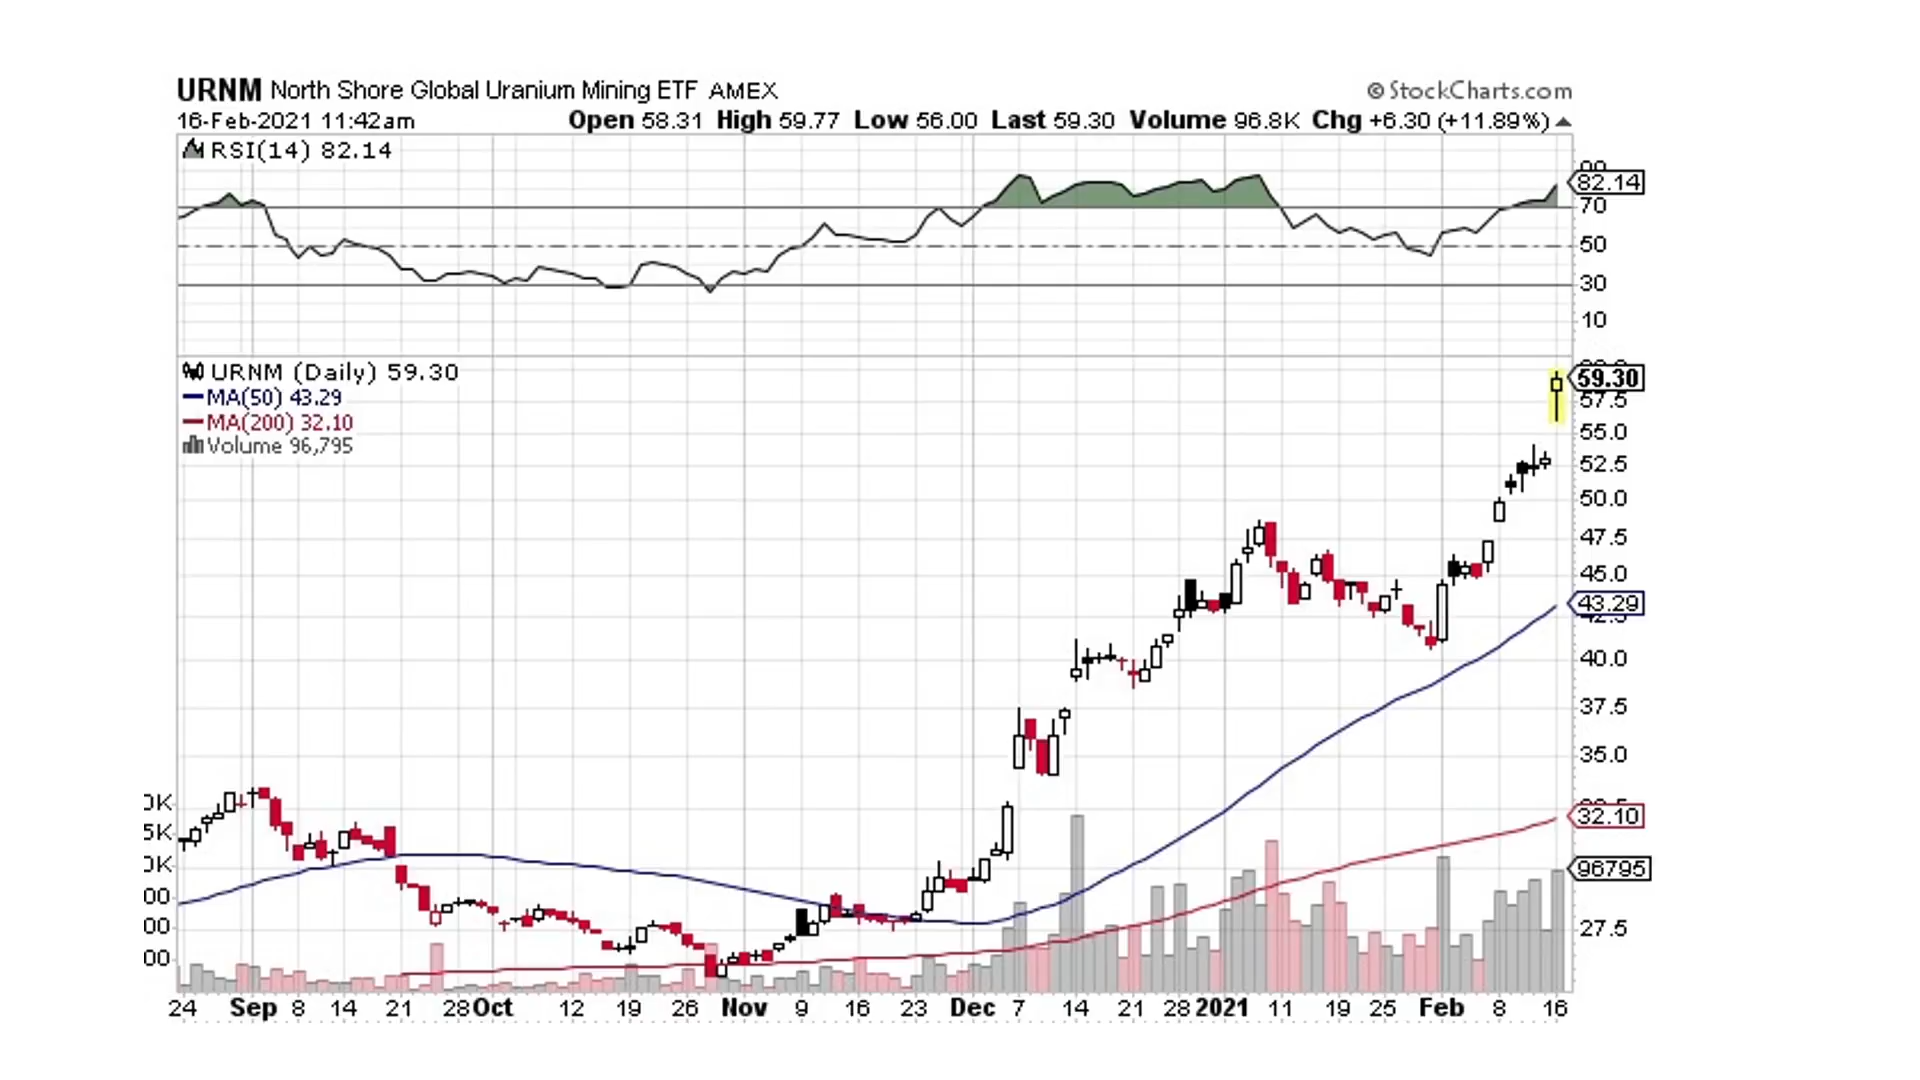 URNM North Shore Global Uranium Mining ETF AMEX
© StockCharts.com
16-Feb-2021 11:42am
Open 58.31 High 59.77 Low 56.00 Last 59.30 Volume 96.8K Chg +6.30 (+11.89%)
RSI(14) 82.14
82.14
70
50
30
10
URNM (Daily) 59.30
MA(50) 43.29
MA(200) 32.10
Volume 96,795
59.30
57.5
55.0
52.5
50.0
47.5
45.0
43.29
40.0
37.5
35.0
32.10
96795
27.5
24 Sep 8 14 21 28 Oct 12 19 26 Nov 9 16 23 Dec 7 14 21 28 2021 11 19 25 Feb 8 16